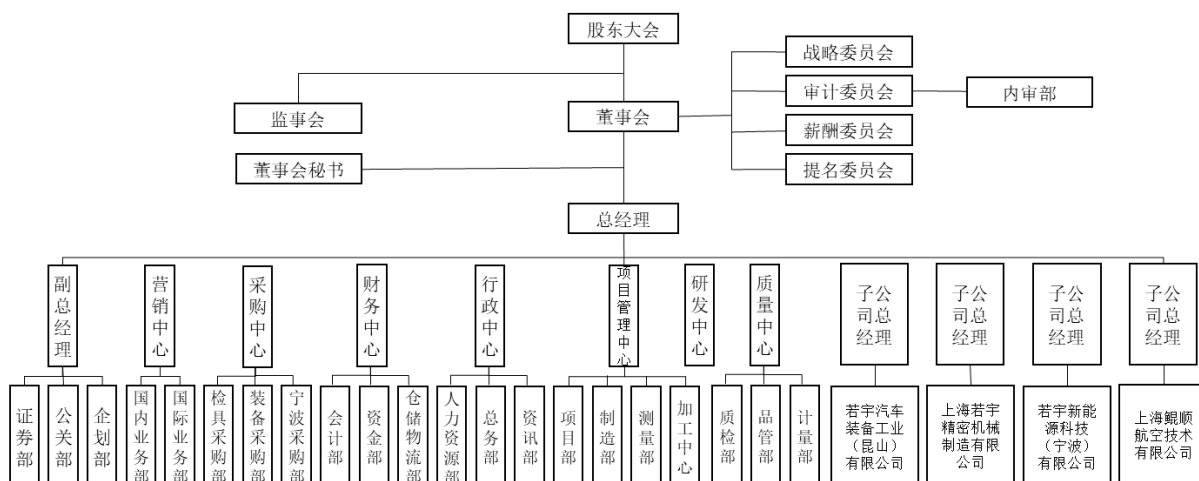 股东大会
战略委员会
审计委员会
内审部
监事会
董事会
薪酬委员会
董事会秘书
提名委员会
总经理
副总经理
营销中心
采购中心
财务中心
行政中心
项目管理中心
研发中心
质量中心
子公
司总
经理
子公
司总
经理
子公
司总
经理
子公
司总
经理
证券部
公关部
企划部
国内业务部
国际业务部
检具采购部
装备采购部
宁波采购部
会计部
资金部
仓储物流部
人力资源部
总务部
资讯部
项目部
制造部
测量部
加工中心
质检部
品管部
计量部
若宇汽车
装备工业
（昆山）
有限公司
上海若宇
精密机械
制造有限
公司
若宇新能
源科技
（宁波）
有限公司
上海鲲顺
航空技术
有限公司